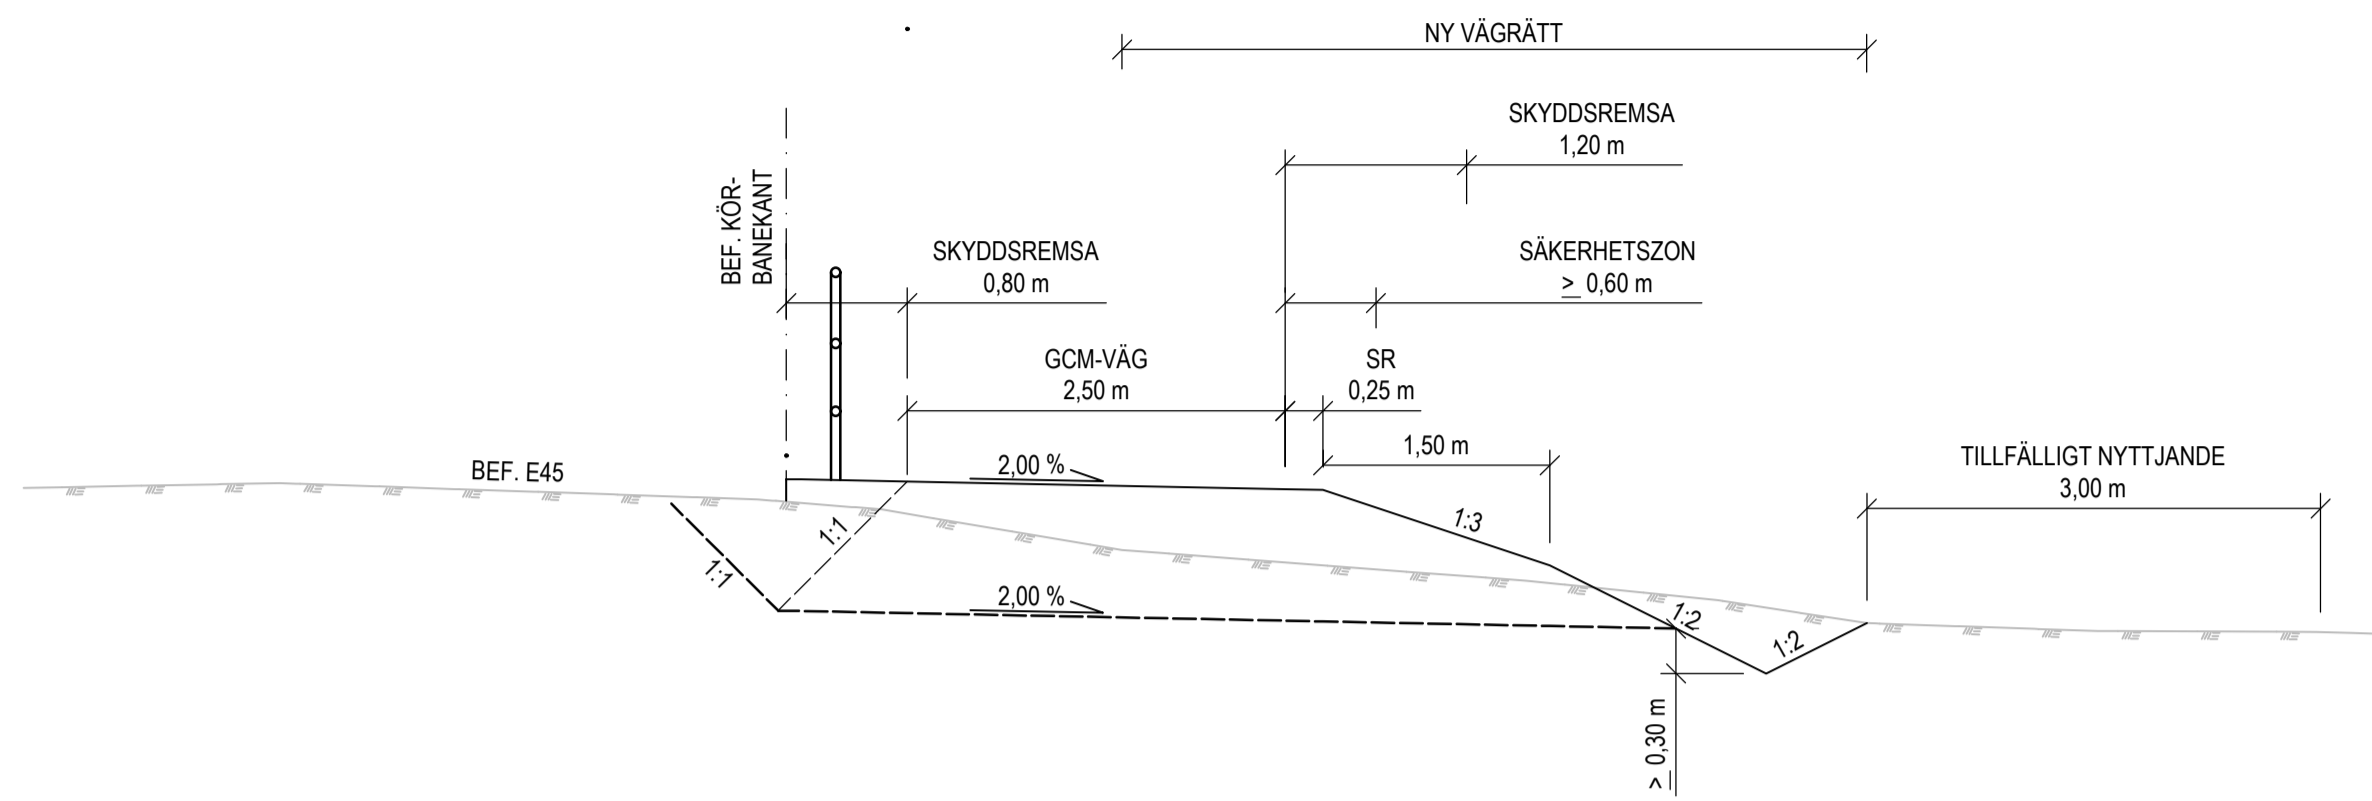 NY VÄGRÄTT
SKYDDSREMSA
1,20 m
BEF. KÖR-
BANEKANT
SKYDDSREMSA
0,80 m
SÄKERHETSZON
≥ 0,60 m
GCM-VÄG
2,50 m
SR
0,25 m
1,50 m
BEF. E45
2,00 %
TILLFÄLLIGT NYTTJANDE
3,00 m
1:3
1:1
1:1
2,00 %
1:2
1:2
≥ 0,30 m